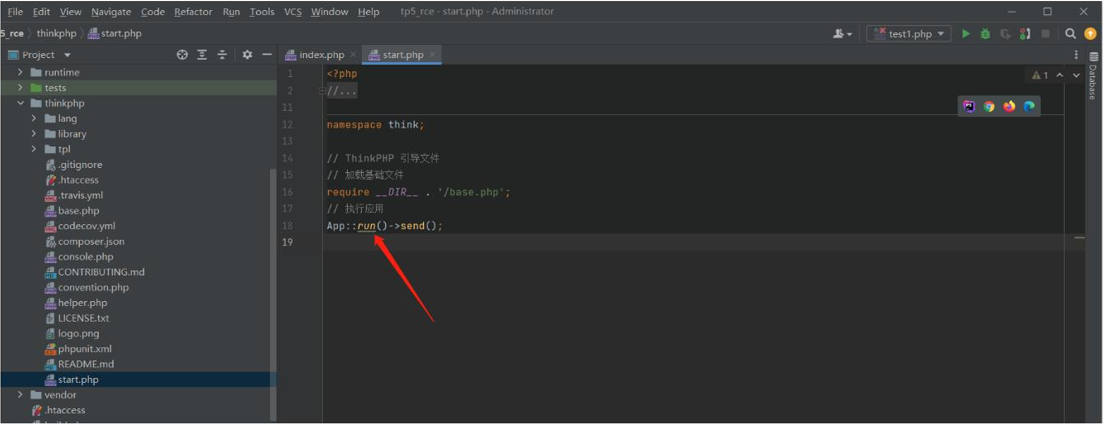 File Edit View Navigate Code Refactor Run Tools VCS Window Help tp5_rce - start.php - Administrator
5_rce thinkphp start.php
test1.php
Project
index.php
start.php
runtime
tests
thinkphp
lang
library
tpl
.gitignore
.htaccess
.travis.yml
base.php
codecov.yml
composer.json
console.php
CONTRIBUTING.md
convention.php
helper.php
LICENSE.txt
logo.png
phpunit.xml
README.md
start.php
vendor
.htaccess
1 <?php
2 //...
11
12 namespace think;
13
14 // ThinkPHP 引导文件
15 // 加载基础文件
16 require __DIR__ . '/base.php';
17 // 执行应用
18 App::run()->send();
19
1
Database